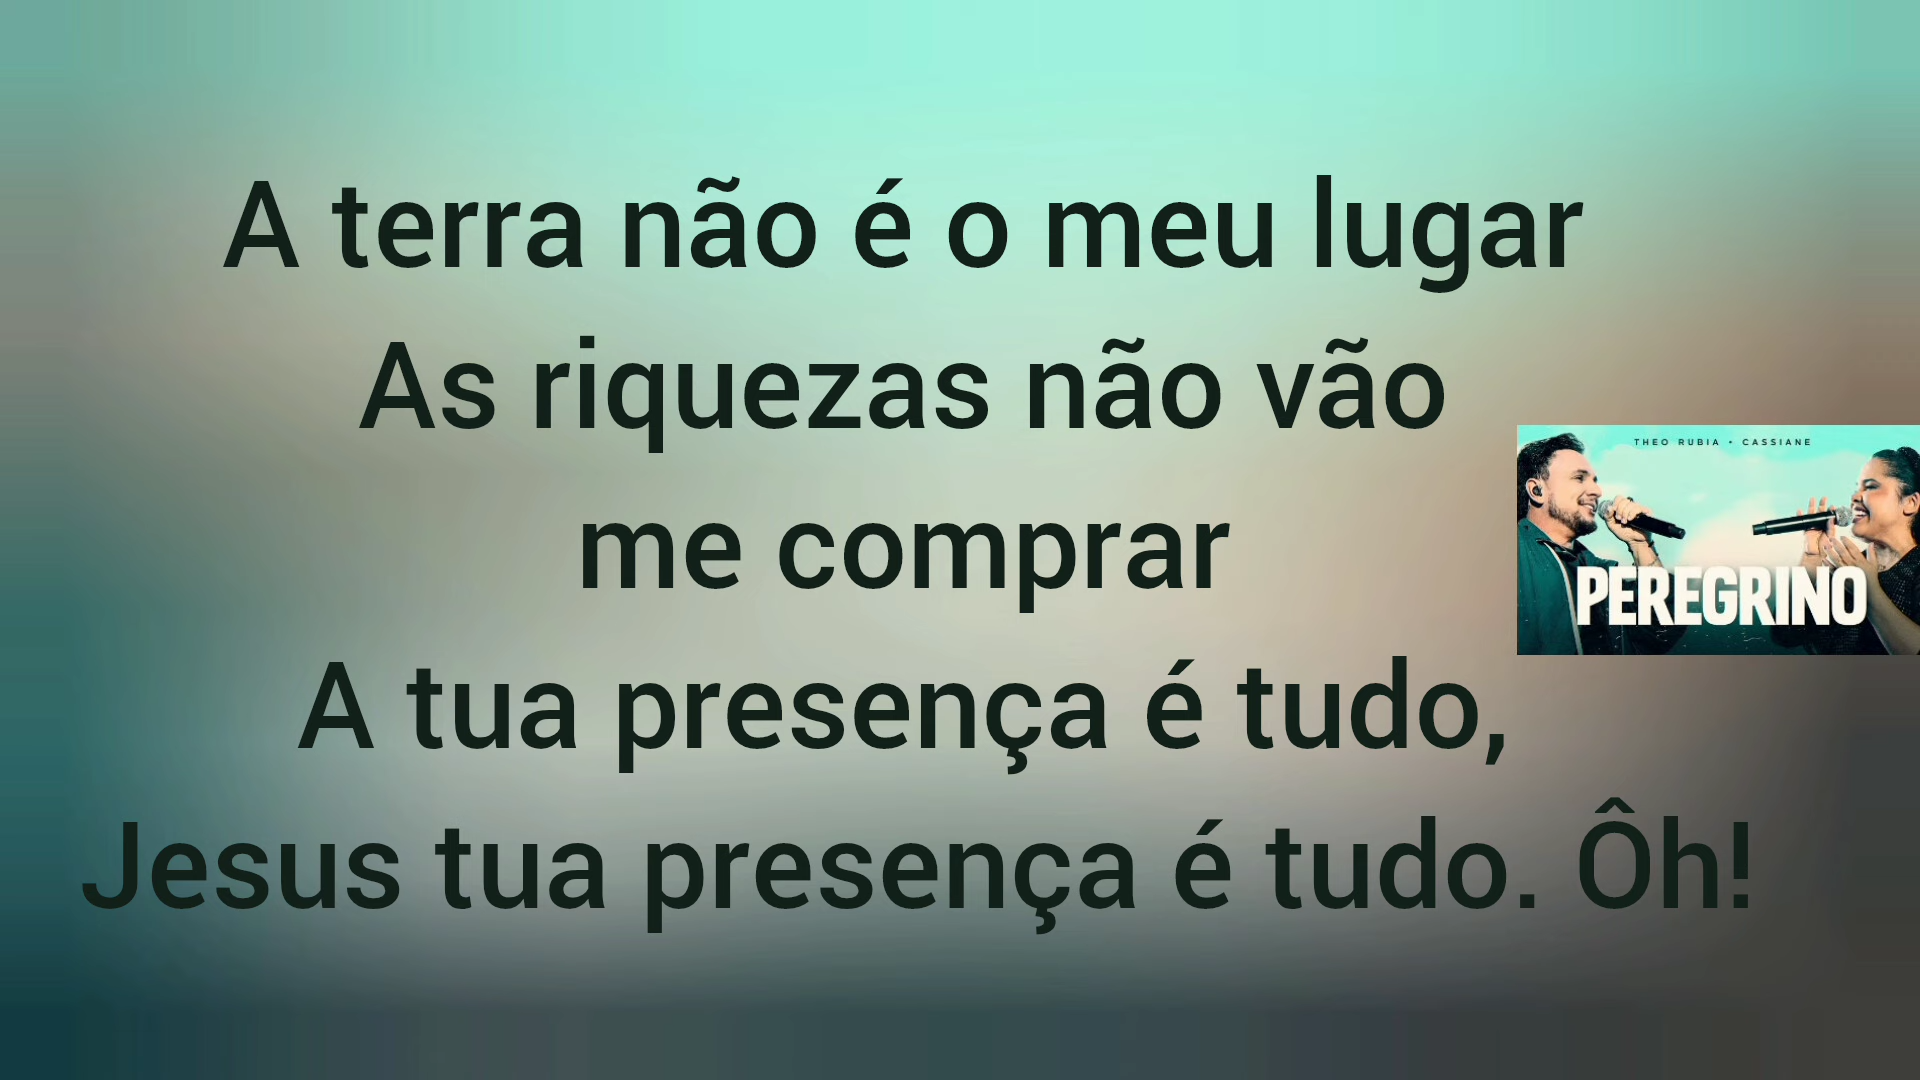 A terra não é o meu lugar
As riquezas não vão
me comprar
A tua presença é tudo,
Jesus tua presença é tudo. Ôh!
THEO RUBIA • CASSIANE
PEREGRINO